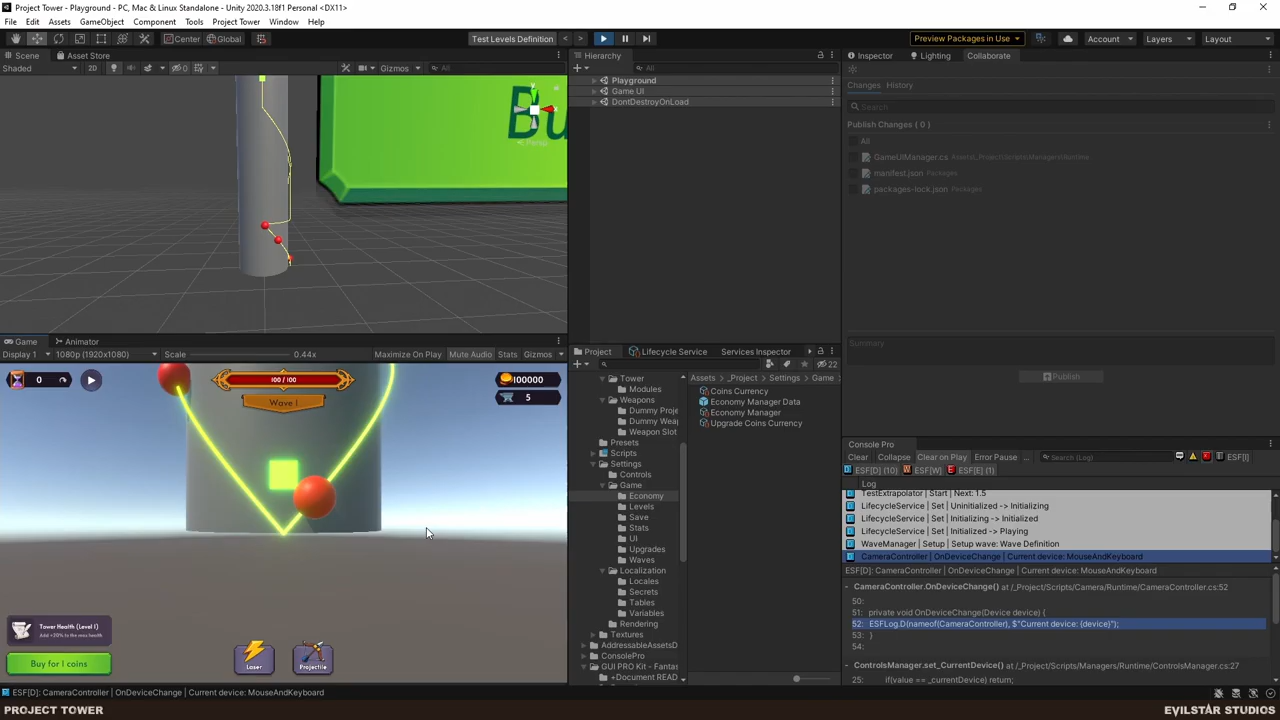 Project Tower - Playground - PC, Mac & Linux Standalone - Unity 2020.3.18f1 Personal <DX11>
File Edit Assets GameObject Component Tools Project Tower Window Help
Center Global
Test Levels Definition
Preview Packages in Use
Account
Layers
Layout
Scene
Asset Store
Shaded
2D
0
Gizmos
All
Bu
y
x
< Persp
Hierarchy
All
Playground
Game UI
DontDestroyOnLoad
Inspector
Lighting
Collaborate
Changes History
Search
Publish Changes ( 0 )
All
GameUIManager.cs Assets\_Project\Scripts\Managers\Runtime
manifest.json Packages
packages-lock.json Packages
Summary
Publish
Game
Animator
Display 1
1080p (1920x1080)
Scale
0.44x
Maximize On Play
Mute Audio
Stats
Gizmos
0
100 / 100
Wave 1
100000
5
Tower Health (Level 1)
Buy for 1 coins
Laser
Projectile
Project
Lifecycle Service
Services Inspector
22
Tower
Modules
Weapons
Dummy Proje
Dummy Weap
Weapon Slot
Presets
Scripts
Settings
Controls
Game
Economy
Levels
Save
Stats
UI
Upgrades
Waves
Localization
Locales
Secrets
Tables
Variables
Rendering
Textures
AddressableAssetsD
ConsolePro
GUI PRO Kit - Fantas
+Document READ
Assets > _Project > Settings > Game
Coins Currency
Economy Manager Data
Economy Manager
Upgrade Coins Currency
Console Pro
Clear
Collapse
Clear on Play
Error Pause
...
Search (Log)
ESF[I]
ESF[D] (10)
ESF[W]
ESF[E] (1)
Log
TestExtrapolator | Start | Next: 1.5
LifecycleService | Set | Uninitialized -> Initializing
LifecycleService | Set | Initializing -> Initialized
LifecycleService | Set | Initialized -> Playing
WaveManager | Setup | Setup wave: Wave Definition
CameraController | OnDeviceChange | Current device: MouseAndKeyboard
ESF[D]: CameraController | OnDeviceChange | Current device: MouseAndKeyboard
- CameraController.OnDeviceChange() at /_Project/Scripts/Camera/Runtime/CameraController.cs:52
50:
51: private void OnDeviceChange(Device device) {
52: ESFLog.D(nameof(CameraController), $"Current device: {device}");
53: }
54:
- ControlsManager.set_CurrentDevice() at /_Project/Scripts/Managers/Runtime/ControlsManager.cs:27
25: if(value == _currentDevice) return;
ESF[D]: CameraController | OnDeviceChange | Current device: MouseAndKeyboard
PROJECT TOWER
EVILSTAR STUDIOS